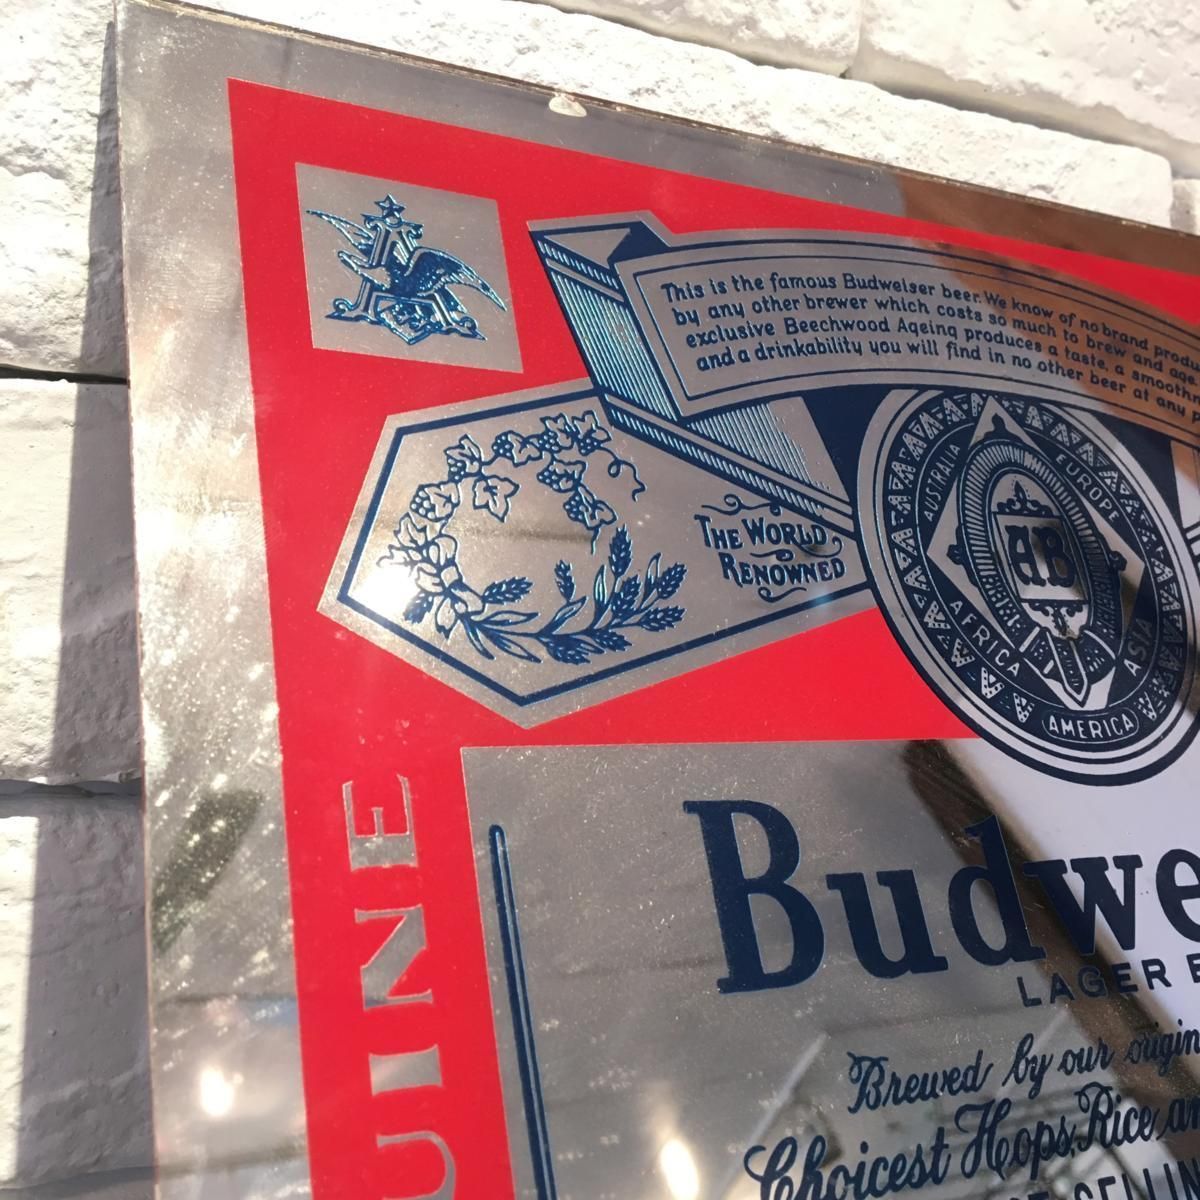 This is the famous Budweiser beer. We know of no brand produ
by any other brewer which costs so much to brew and age.
exclusive Beechwood Ageing produces a taste, a smoothn
and a drinkability you will find in no other beer at any p
THE WORLD
RENOWNED
AUSTRALIA
EUROPE
AB
AFRICA
ASIA
AMERICA
UINE
Budwe
LAGER
Brewed by our origin
Choicest Hops, Rice an